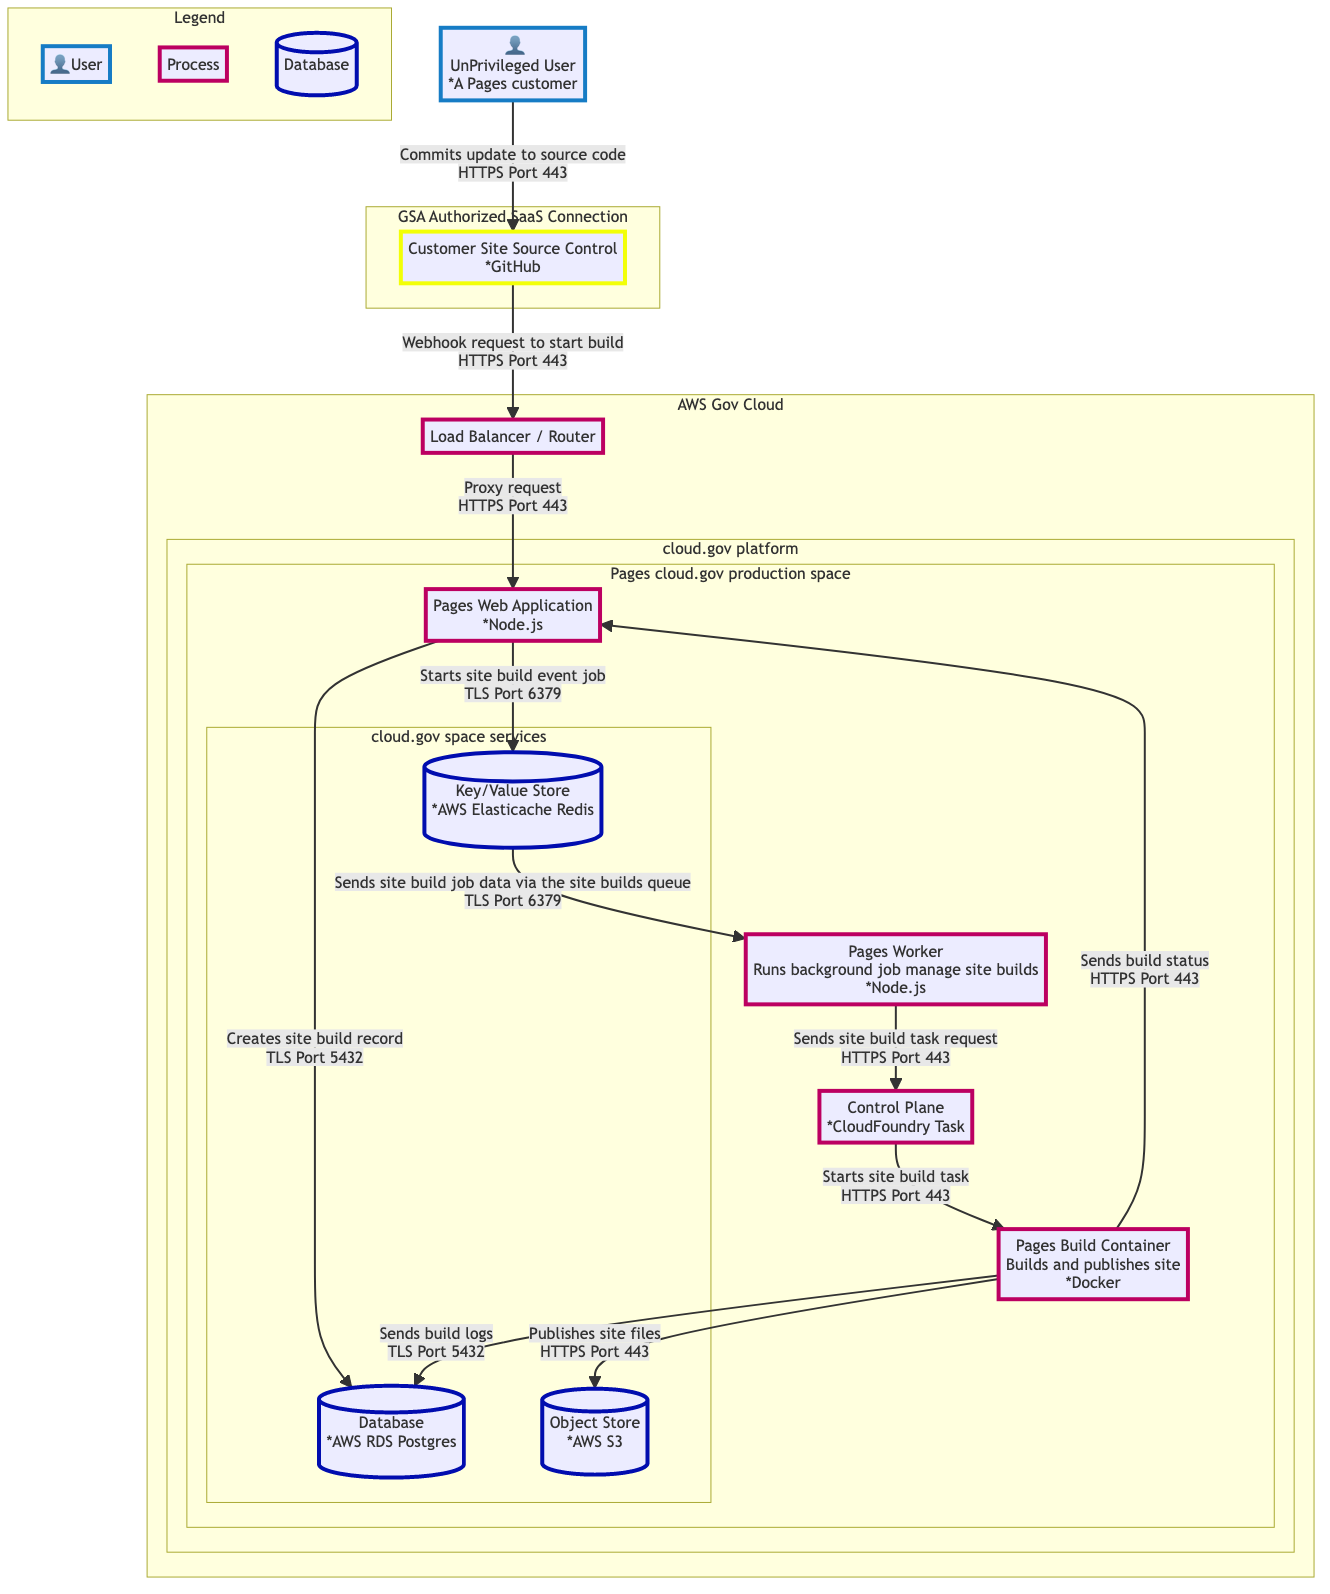 Legend
👤User
Process
Database
👤
UnPrivileged User
*A Pages customer
Commits update to source code
HTTPS Port 443
GSA Authorized SaaS Connection
Customer Site Source Control
*GitHub
Webhook request to start build
HTTPS Port 443
AWS Gov Cloud
Load Balancer / Router
Proxy request
HTTPS Port 443
cloud.gov platform
Pages cloud.gov production space
Pages Web Application
*Node.js
Starts site build event job
TLS Port 6379
cloud.gov space services
Key/Value Store
*AWS Elasticache Redis
Sends site build job data via the site builds queue
TLS Port 6379
Pages Worker
Runs background job manage site builds
*Node.js
Sends build status
HTTPS Port 443
Creates site build record
TLS Port 5432
Sends site build task request
HTTPS Port 443
Control Plane
*CloudFoundry Task
Starts site build task
HTTPS Port 443
Pages Build Container
Builds and publishes site
*Docker
Sends build logs
TLS Port 5432
Publishes site files
HTTPS Port 443
Database
*AWS RDS Postgres
Object Store
*AWS S3